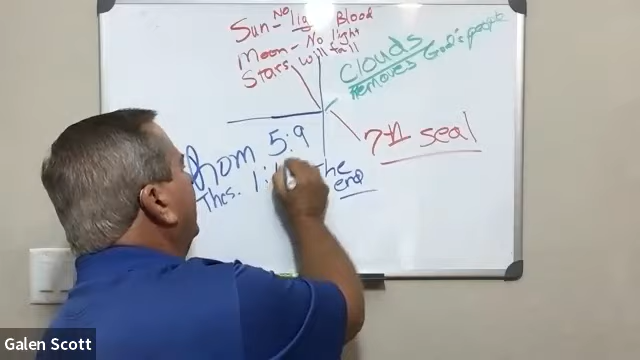 Sun - No light Blood
Moon - No light
Stars will fall
Clouds
Removes God's people
7th seal
Rom 5:9
Thes. 1:
The
end
Galen Scott